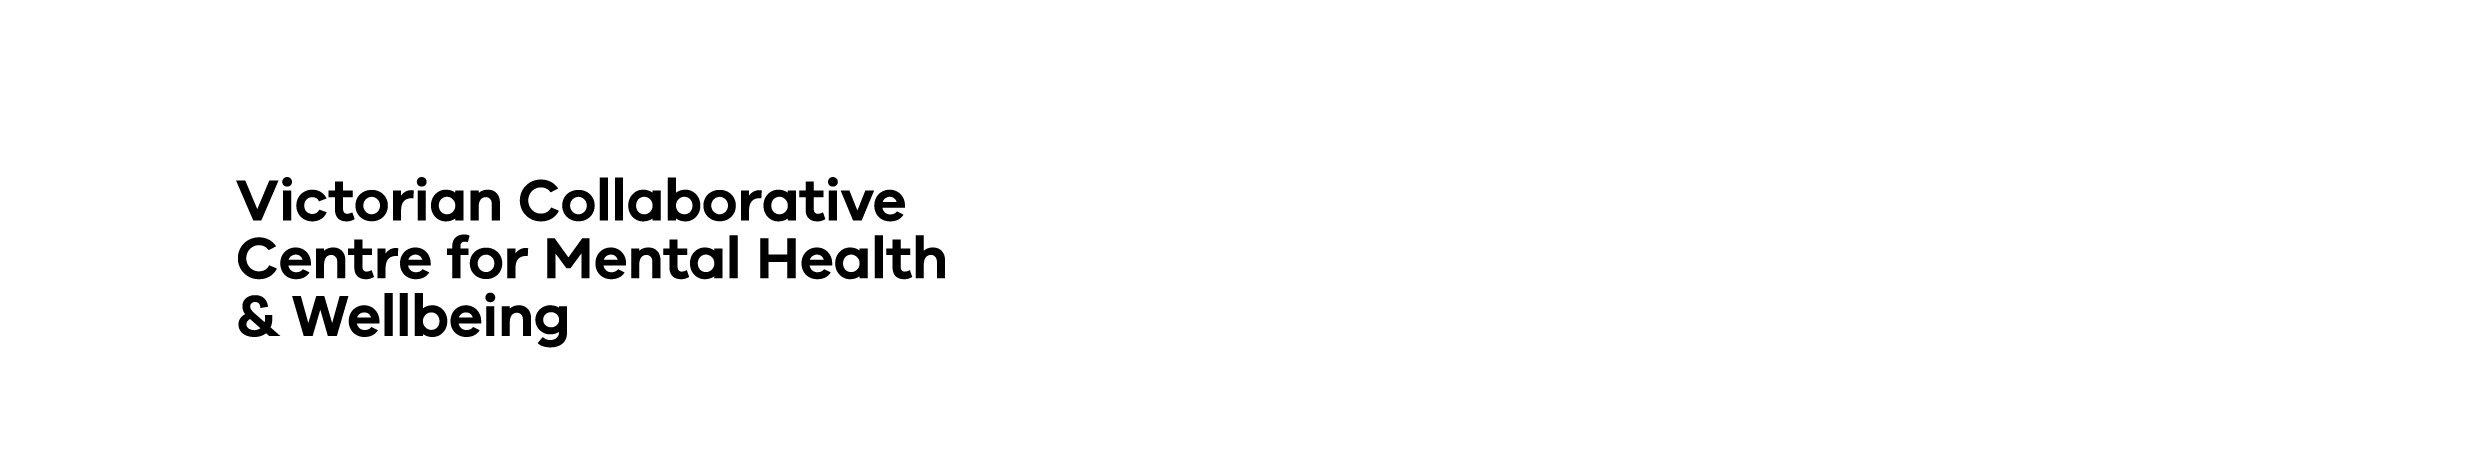 Victorian Collaborative
Centre for Mental Health
& Wellbeing